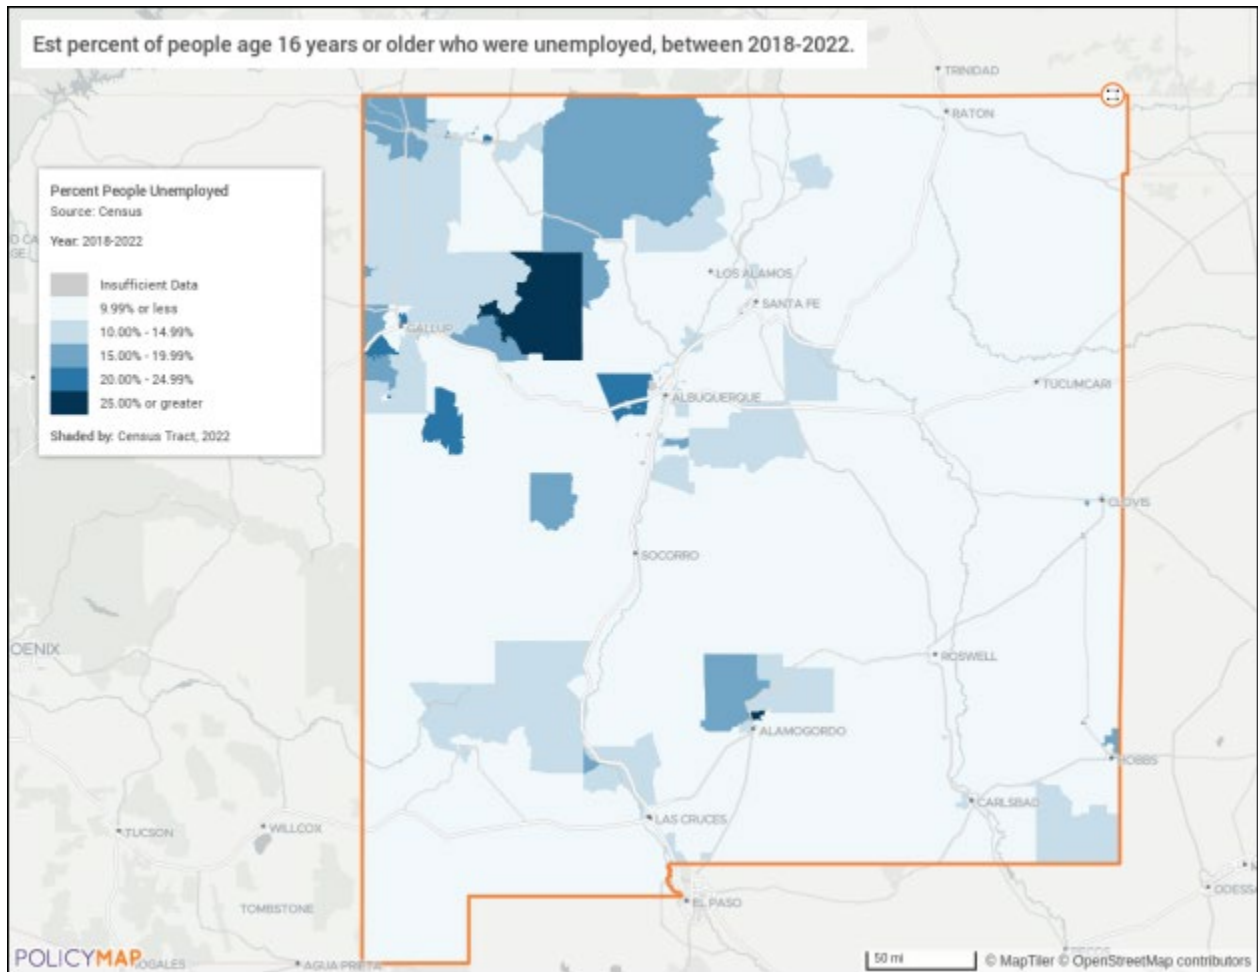 Est percent of people age 16 years or older who were unemployed, between 2018-2022.
TRINIDAD
RATON
Percent People Unemployed
Source: Census
Year: 2018-2022
Insufficient Data
9.99% or less
10.00% - 14.99%
15.00% - 19.99%
20.00% - 24.99%
25.00% or greater
Shaded by: Census Tract, 2022
LOS ALAMOS
SANTA FE
GALLUP
TUCUMCARI
ALBUQUERQUE
CLOVIS
SOCORRO
OENIX
ROSWELL
ALAMOGORDO
HOBBS
CARLSBAD
LAS CRUCES
TUCSON
WILLCOX
ODESS
EL PASO
TOMBSTONE
POLICYMAP
OGALES
AGUA PRIETA
50 mi
© MapTiler © OpenStreetMap contributors